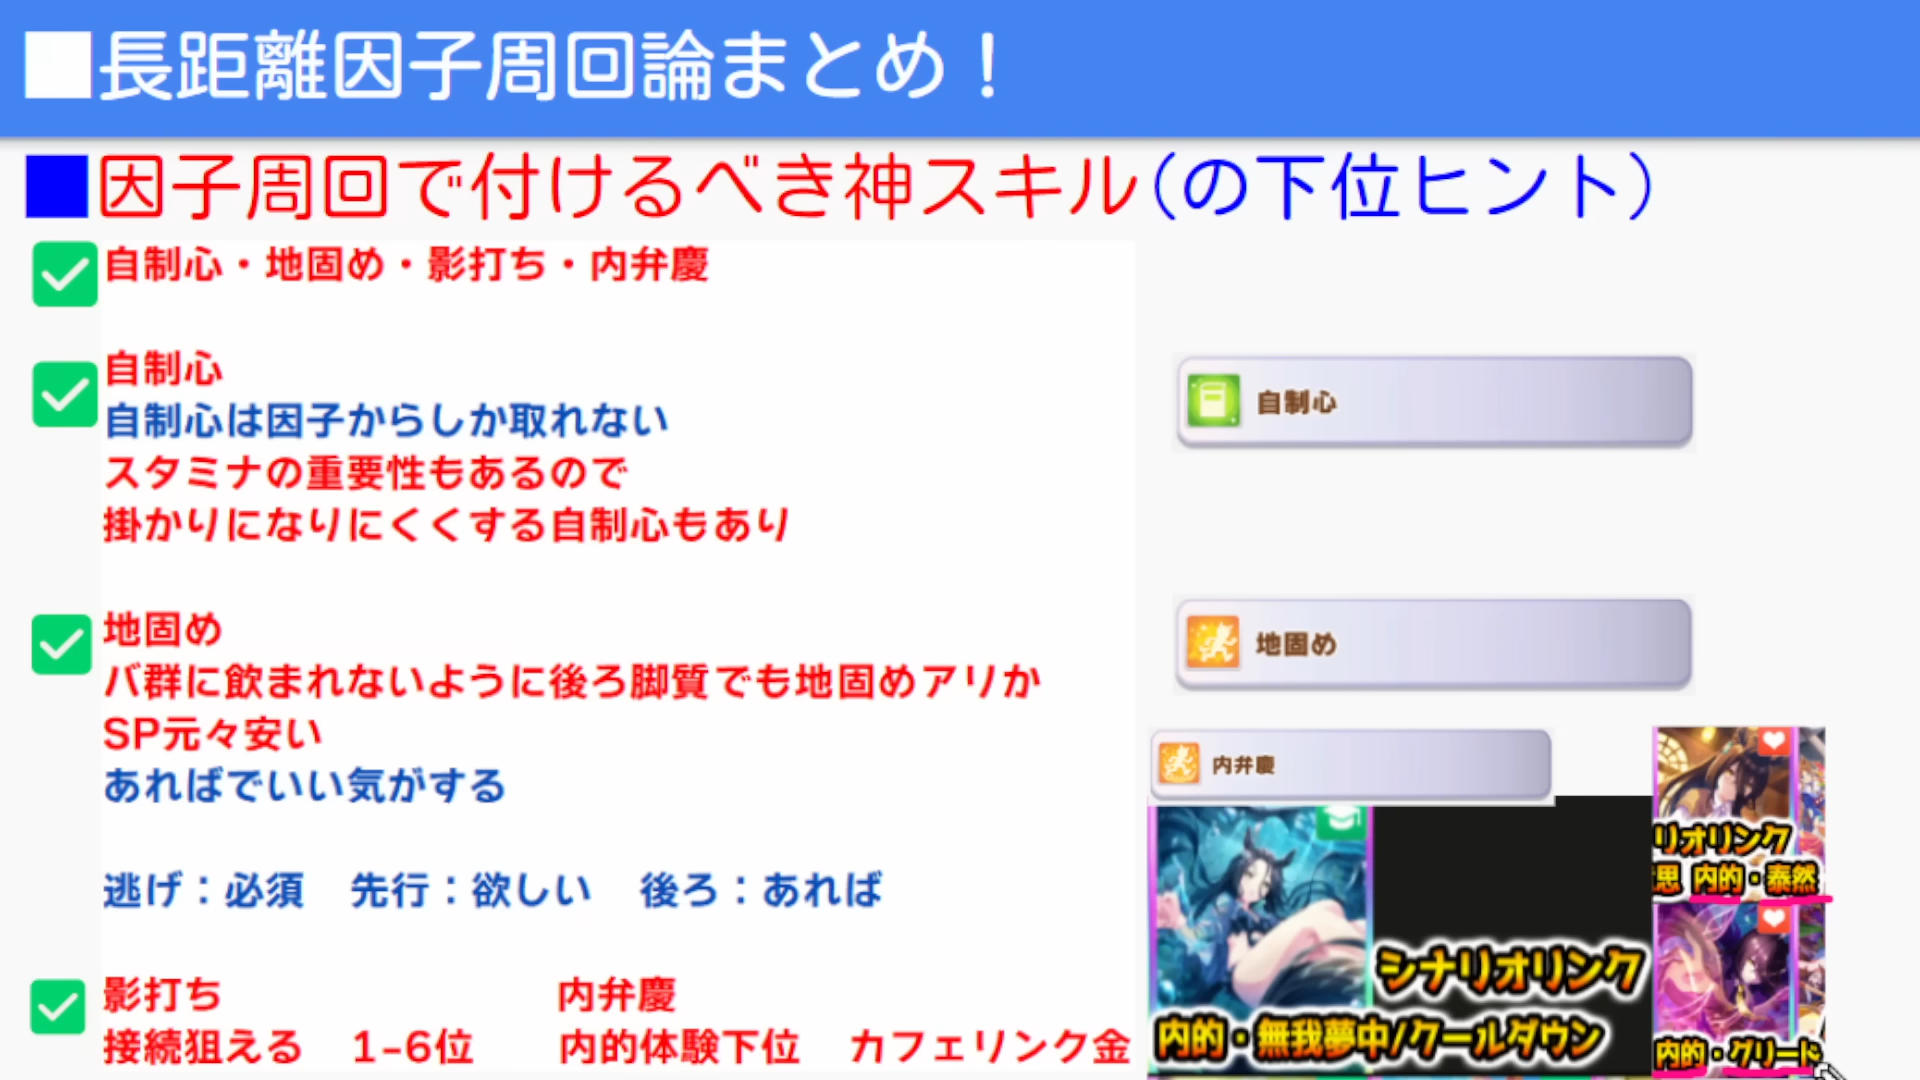 ■長距離因子周回論まとめ！
■因子周回で付けるべき神スキル（の下位ヒント）
自制心・地固め・影打ち・内弁慶
自制心
自制心は因子からしか取れない
スタミナの重要性もあるので
掛かりになりにくくする自制心もあり
自制心
地固め
バ群に飲まれないように後ろ脚質でも地固めアリか
SP元々安い
あればでいい気がする
地固め
内弁慶
逃げ：必須　先行：欲しい　後ろ：あれば
リオリンク
思 内的・泰然
影打ち　内弁慶
接続狙える　1-6位　内的体験下位　カフェリンク金
シナリオリンク
内的・無我夢中/クールダウン
内的・グリード